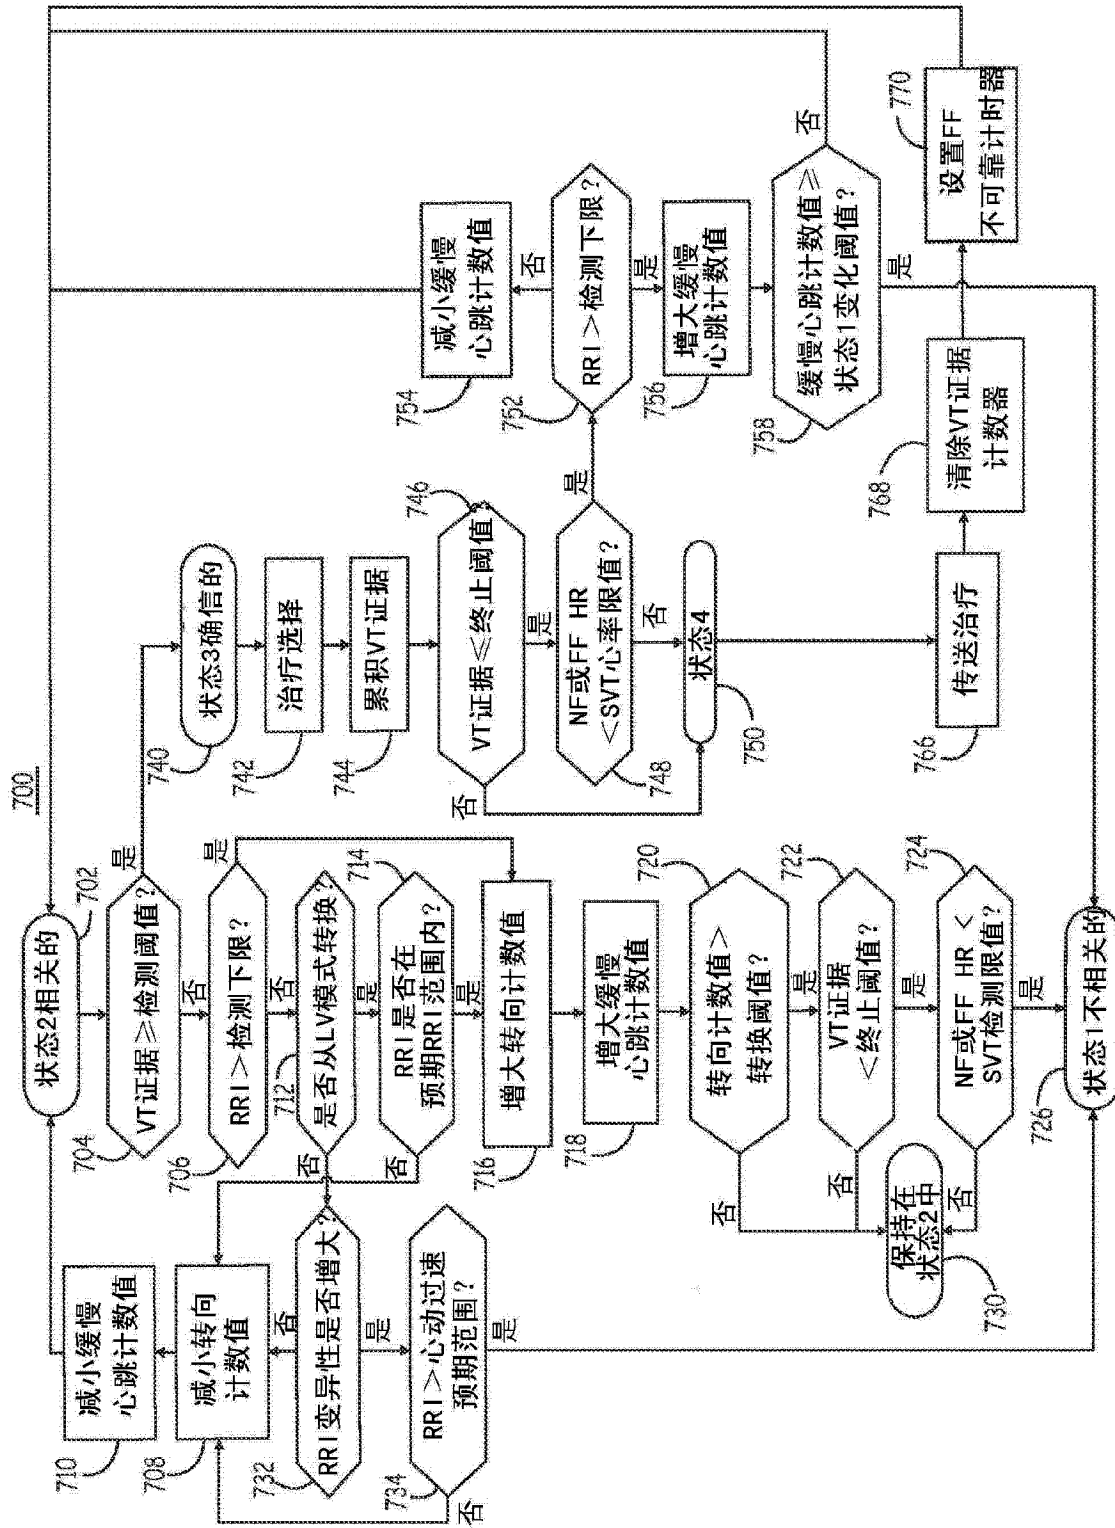 700
702
状态2相关的
704
VT证据≥检测阈值?
是
否
706
RRI>检测下限?
是
否
712
是否从LV模式转换?
否
是
714
RRI是否在
预期RRI范围内?
否
是
716
增大转向计数值
718
增大缓慢
心跳计数值
720
转向计数值>
转换阈值?
否
是
722
VT证据
<终止阈值?
否
是
724
NF或FF HR<
SVT检测限值?
否
是
726
状态1不相关的
730
保持在
状态2中
710
减小缓慢
心跳计数值
708
减小转向
计数值
732
RRI变异性是否增大?
否
是
734
RRI>心动过速
预期范围?
否
是
740
状态3确信的
742
治疗选择
744
累积VT证据
746
VT证据≤终止阈值?
否
是
748
NF或FF HR
<SVT心率限值?
是
否
750
状态4
754
减小缓慢
心跳计数值
752
RRI>检测下限?
否
是
756
增大缓慢
心跳计数值
758
缓慢心跳计数值≥
状态1变化阈值?
否
是
766
传送治疗
768
清除VT证据
计数器
770
设置FF
不可靠计时器